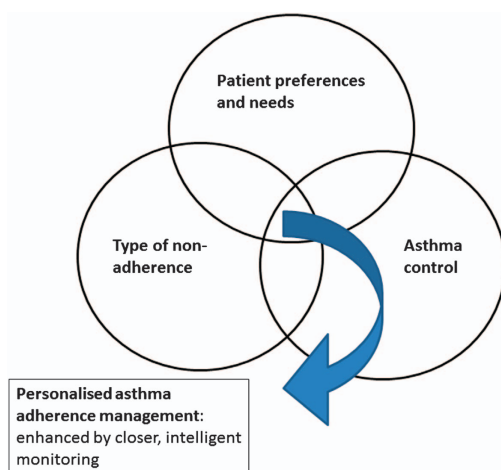 Patient preferences
and needs
Type of non-
adherence
Asthma
control
Personalised asthma
adherence management:
enhanced by closer, intelligent
monitoring